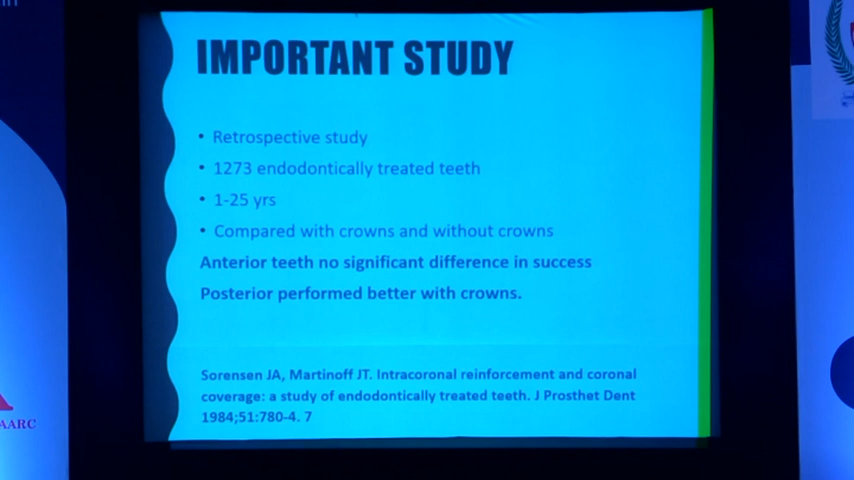 IMPORTANT STUDY
• Retrospective study
• 1273 endodontically treated teeth
• 1-25 yrs
• Compared with crowns and without crowns
Anterior teeth no significant difference in success
Posterior performed better with crowns.
Sorensen JA, Martinoff JT. Intracoronal reinforcement and coronal
coverage: a study of endodontically treated teeth. J Prosthet Dent
1984;51:780-4. 7
AARC